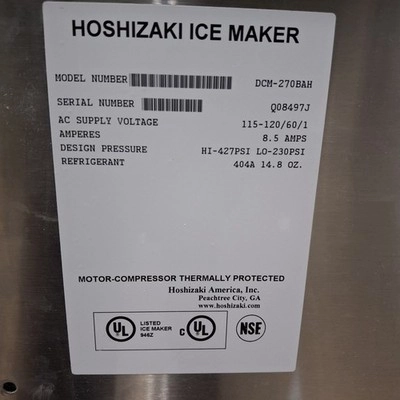 HOSHIZAKI ICE MAKER
MODEL NUMBER DCM-270BAH
SERIAL NUMBER Q08497J
AC SUPPLY VOLTAGE 115-120/60/1
AMPERES 8.5 AMPS
DESIGN PRESSURE HI-427PSI LO-230PSI
REFRIGERANT 404A 14.8 OZ.
MOTOR-COMPRESSOR THERMALLY PROTECTED
Hoshizaki America, Inc.
Peachtree City, GA
www.hoshizaki.com
UL LISTED ICE MAKER 946Z C UL NSF